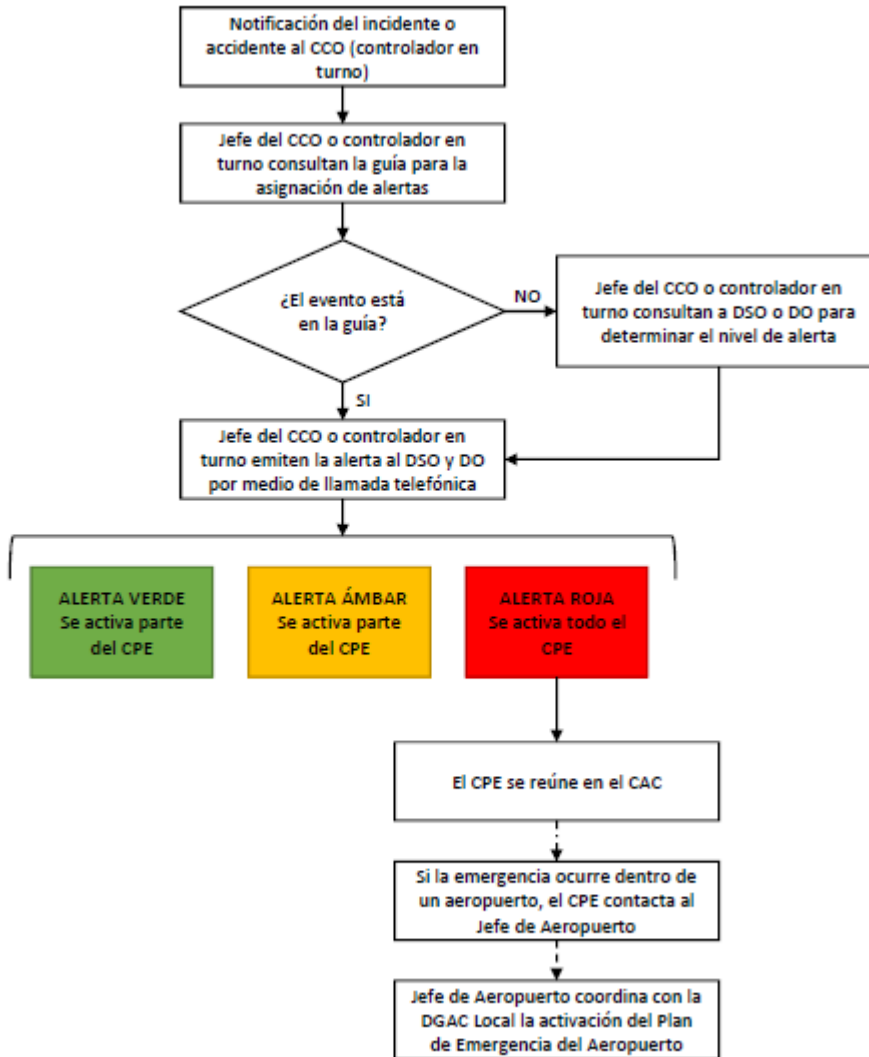 Notificación del incidente o
accidente al CCO (controlador en
turno)
Jefe del CCO o controlador en
turno consultan la guía para la
asignación de alertas
¿El evento está
en la guía?
NO
Jefe del CCO o controlador en
turno consultan a DSO o DO para
determinar el nivel de alerta
SI
Jefe del CCO o controlador en
turno emiten la alerta al DSO y DO
por medio de llamada telefónica
ALERTA VERDE
Se activa parte
del CPE
ALERTA ÁMBAR
Se activa parte
del CPE
ALERTA ROJA
Se activa todo el
CPE
El CPE se reúne en el CAC
Si la emergencia ocurre dentro de
un aeropuerto, el CPE contacta al
Jefe de Aeropuerto
Jefe de Aeropuerto coordina con la
DGAC Local la activación del Plan
de Emergencia del Aeropuerto